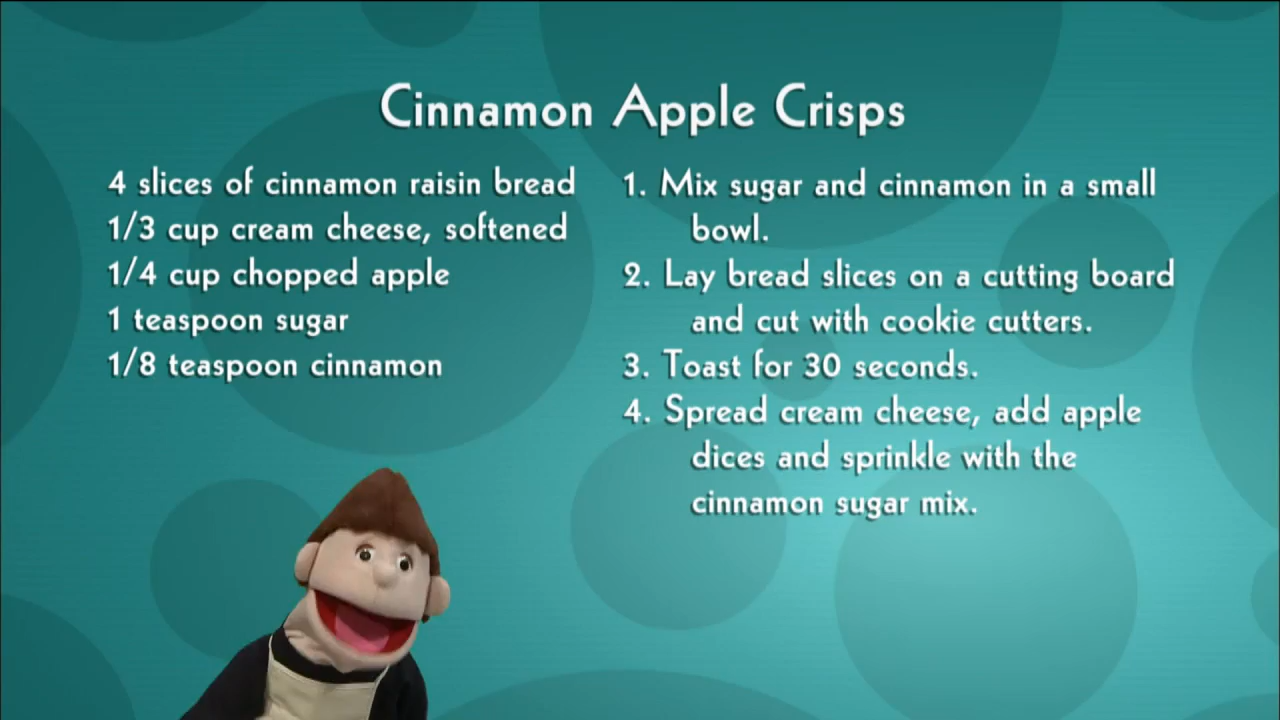 Cinnamon Apple Crisps
4 slices of cinnamon raisin bread
1/3 cup cream cheese, softened
1/4 cup chopped apple
1 teaspoon sugar
1/8 teaspoon cinnamon
1. Mix sugar and cinnamon in a small
bowl.
2. Lay bread slices on a cutting board
and cut with cookie cutters.
3. Toast for 30 seconds.
4. Spread cream cheese, add apple
dices and sprinkle with the
cinnamon sugar mix.